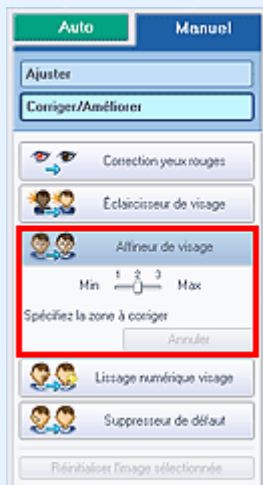 Auto Manuel
Ajuster
Corriger/Améliorer
Correction yeux rouges
Éclaircisseur de visage
Affineur de visage
1 2 3
Min Max
Spécifiez la zone à corriger
Annuler
Lissage numérique visage
Suppresseur de défaut
Réinitialiser l'image sélectionnée